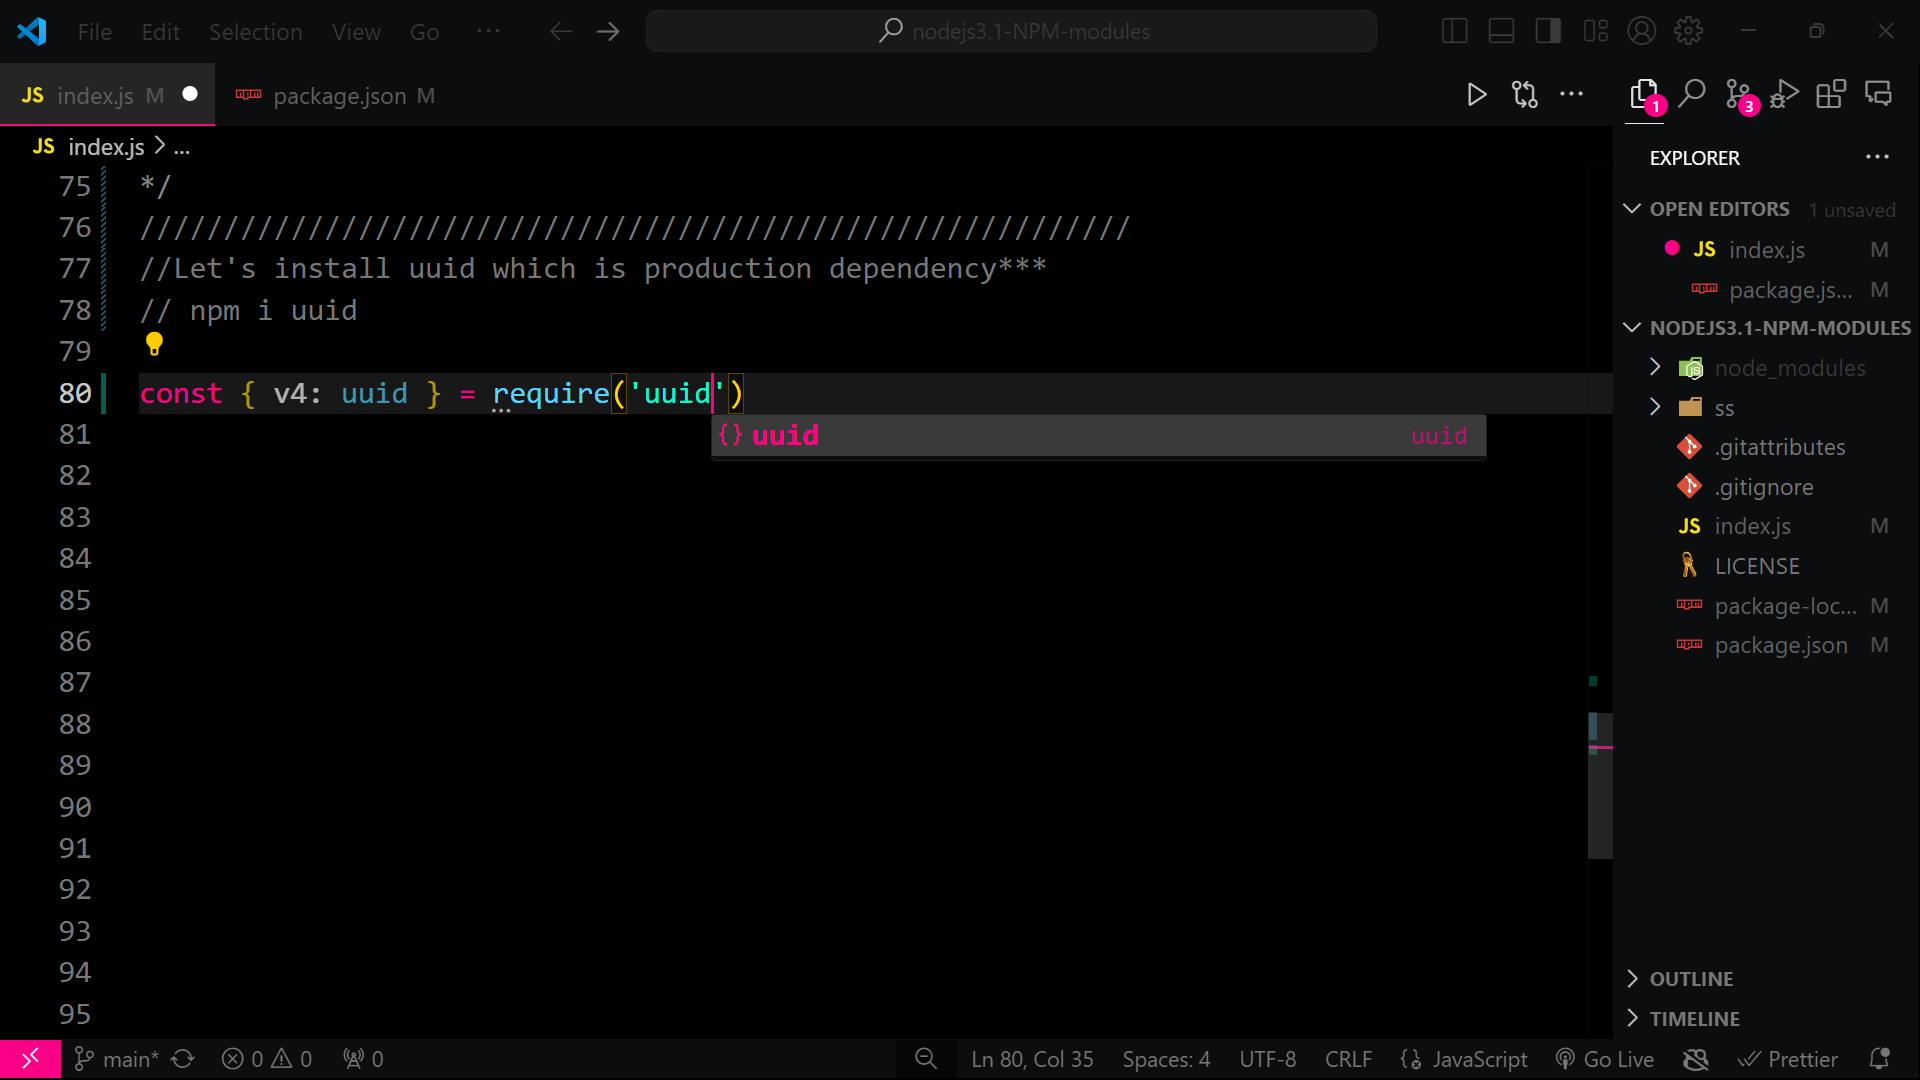 File Edit Selection View Go ... nodejs3.1-NPM-modules
JS index.js M package.json M
1 3
JS index.js > ...
75 */
76 ///////////////////////////////////////////////////////////
77 //Let's install uuid which is production dependency***
78 // npm i uuid
79
80 const { v4: uuid } = require('uuid')
{} uuid uuid
81
82
83
84
85
86
87
88
89
90
91
92
93
94
95
EXPLORER ...
OPEN EDITORS 1 unsaved
JS index.js M
package.js... M
NODEJS3.1-NPM-MODULES
node_modules
ss
.gitattributes
.gitignore
JS index.js M
LICENSE
package-loc... M
package.json M
OUTLINE
TIMELINE
main* 0 0 0 Ln 80, Col 35 Spaces: 4 UTF-8 CRLF {} JavaScript Go Live Prettier